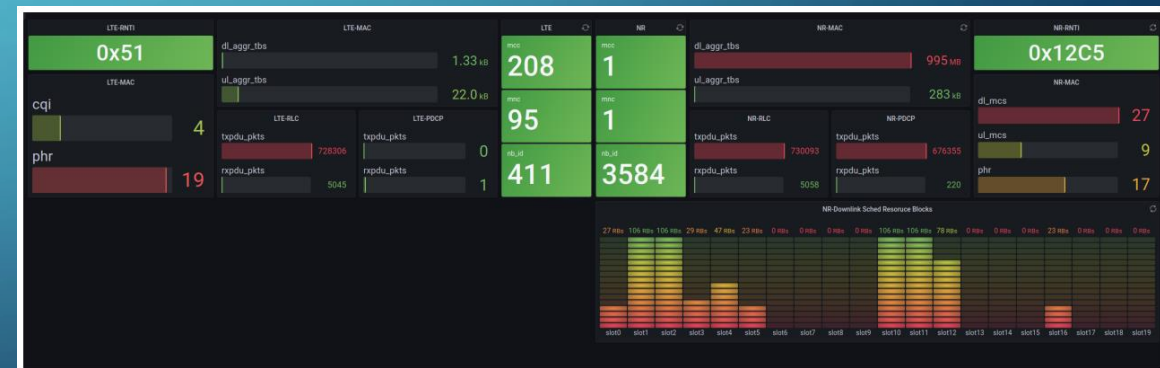 LTE-RNTI
0x51
LTE-MAC
cqi
4
phr
19
LTE-MAC
dl_aggr_tbs
1.33 kB
ul_aggr_tbs
22.0 kB
LTE-RLC
txpdu_pkts
728306
rxpdu_pkts
5045
LTE-PDCP
txpdu_pkts
0
rxpdu_pkts
1
LTE
mcc
208
mnc
95
nb_id
411
NR
mcc
1
mnc
1
nb_id
3584
NR-MAC
dl_aggr_tbs
995 MB
ul_aggr_tbs
283 kB
NR-RLC
txpdu_pkts
730093
rxpdu_pkts
5058
NR-PDCP
txpdu_pkts
676355
rxpdu_pkts
220
NR-RNTI
0x12C5
NR-MAC
dl_mcs
27
ul_mcs
9
phr
17
NR-Downlink Sched Resoruce Blocks
27 RBs 106 RBs 106 RBs 29 RBs 47 RBs 23 RBs 0 RBs 0 RBs 0 RBs 0 RBs 106 RBs 106 RBs 78 RBs 0 RBs 0 RBs 0 RBs 23 RBs 0 RBs 0 RBs 0 RBs
slot0 slot1 slot2 slot3 slot4 slot5 slot6 slot7 slot8 slot9 slot10 slot11 slot12 slot13 slot14 slot15 slot16 slot17 slot18 slot19